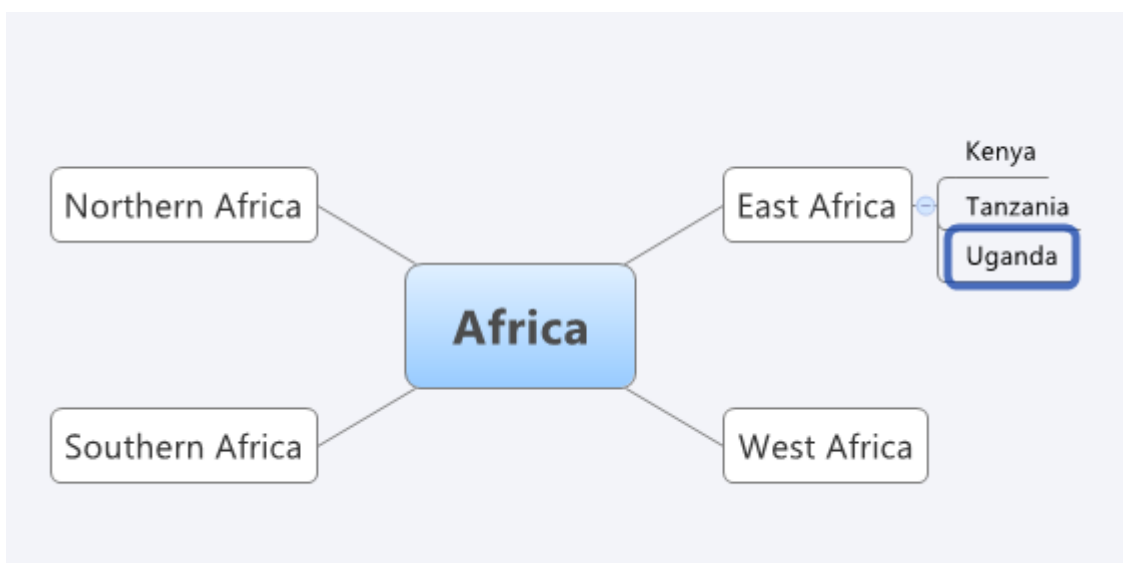 Kenya
Northern Africa
East Africa
Tanzania
Uganda
Africa
Southern Africa
West Africa